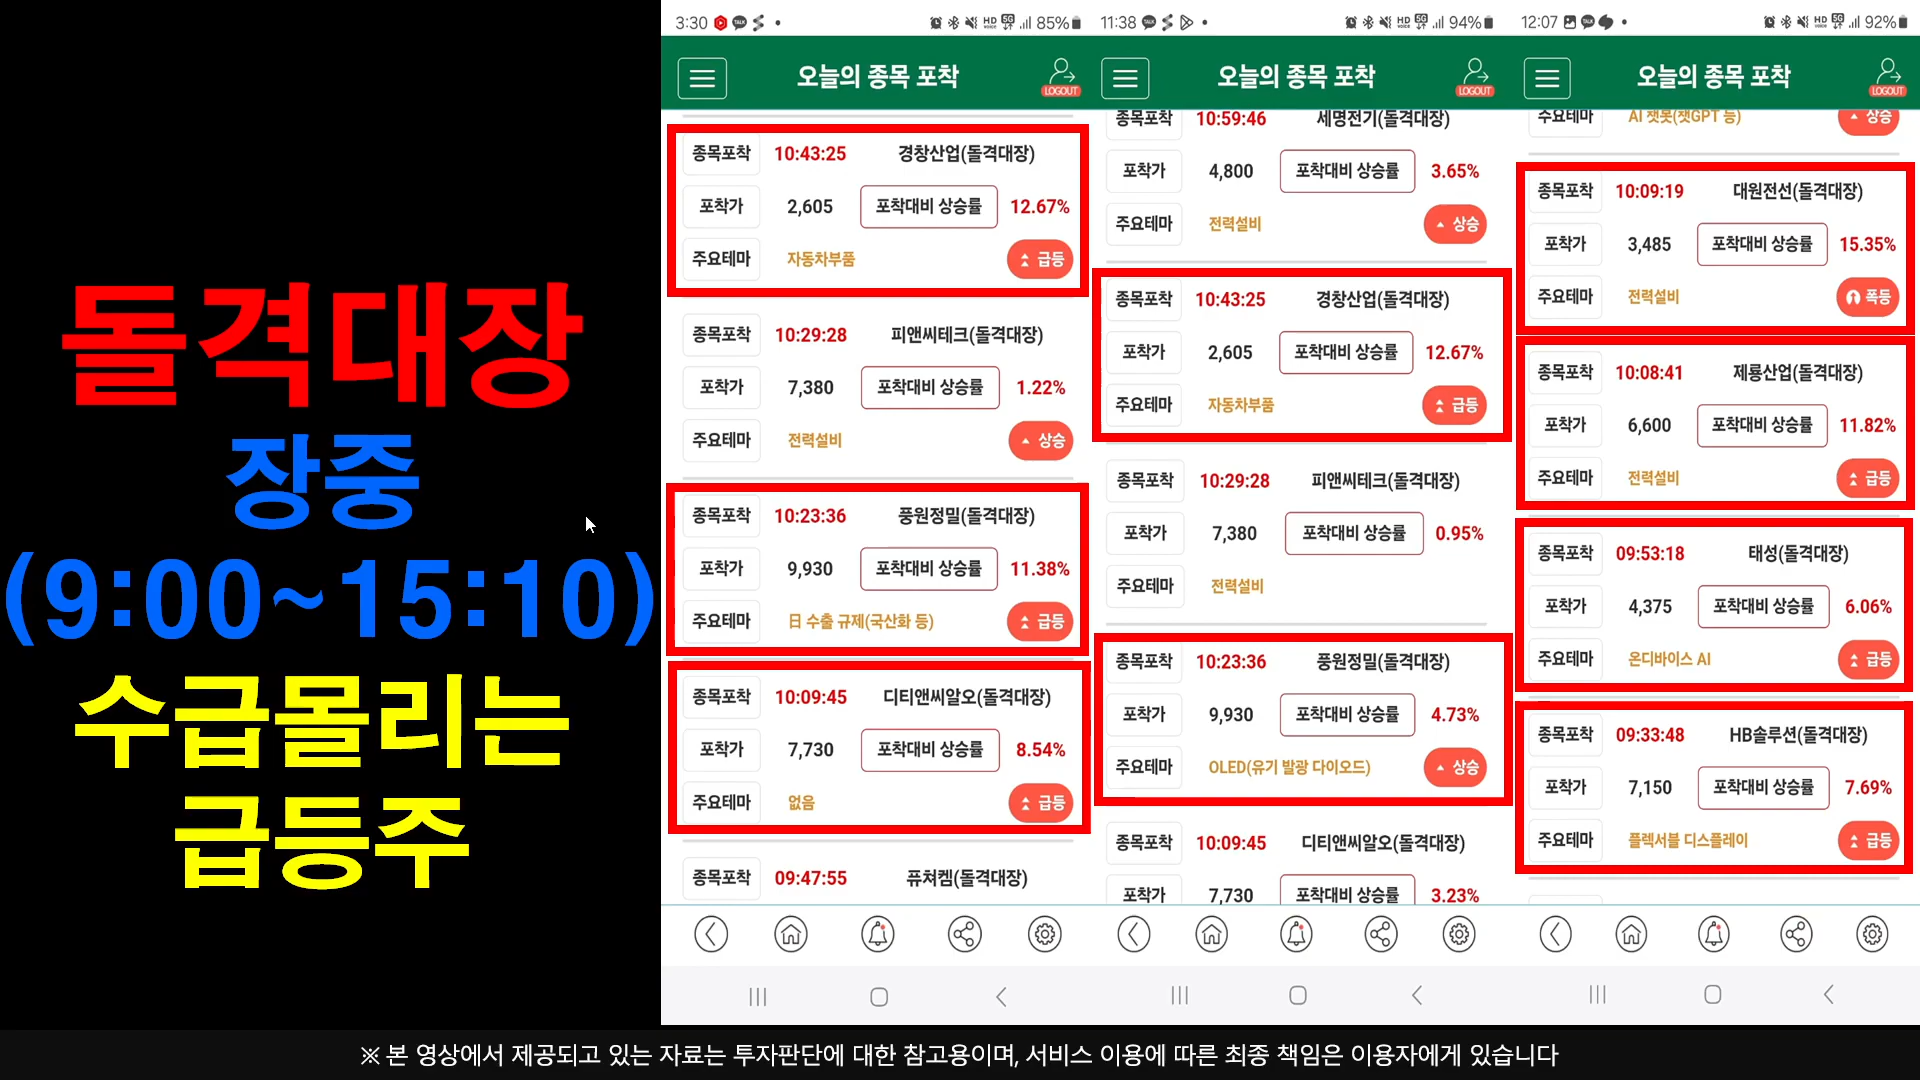 돌격대장
장중
(9:00~15:10)
수급몰리는
급등주
3:30
85%
오늘의 종목 포착
LOGOUT
종목포착 10:43:25 경창산업(돌격대장)
포착가 2,605 포착대비 상승률 12.67%
주요테마 자동차부품 급등
종목포착 10:29:28 피앤씨테크(돌격대장)
포착가 7,380 포착대비 상승률 1.22%
주요테마 전력설비 상승
종목포착 10:23:36 풍원정밀(돌격대장)
포착가 9,930 포착대비 상승률 11.38%
주요테마 日 수출 규제(국산화 등) 급등
종목포착 10:09:45 디티앤씨알오(돌격대장)
포착가 7,730 포착대비 상승률 8.54%
주요테마 없음 급등
종목포착 09:47:55 퓨쳐켐(돌격대장)
11:38
94%
오늘의 종목 포착
LOGOUT
종목포착 10:59:46 세명전기(돌격대장)
포착가 4,800 포착대비 상승률 3.65%
주요테마 전력설비 상승
종목포착 10:43:25 경창산업(돌격대장)
포착가 2,605 포착대비 상승률 12.67%
주요테마 자동차부품 급등
종목포착 10:29:28 피앤씨테크(돌격대장)
포착가 7,380 포착대비 상승률 0.95%
주요테마 전력설비
종목포착 10:23:36 풍원정밀(돌격대장)
포착가 9,930 포착대비 상승률 4.73%
주요테마 OLED(유기 발광 다이오드) 상승
종목포착 10:09:45 디티앤씨알오(돌격대장)
포착가 7,730 포착대비 상승률 3.23%
12:07
92%
오늘의 종목 포착
LOGOUT
주요테마 AI 챗봇(챗GPT 등) 상승
종목포착 10:09:19 대원전선(돌격대장)
포착가 3,485 포착대비 상승률 15.35%
주요테마 전력설비 폭등
종목포착 10:08:41 제룡산업(돌격대장)
포착가 6,600 포착대비 상승률 11.82%
주요테마 전력설비 급등
종목포착 09:53:18 태성(돌격대장)
포착가 4,375 포착대비 상승률 6.06%
주요테마 온디바이스 AI 급등
종목포착 09:33:48 HB솔루션(돌격대장)
포착가 7,150 포착대비 상승률 7.69%
주요테마 플렉서블 디스플레이 급등
※ 본 영상에서 제공되고 있는 자료는 투자판단에 대한 참고용이며, 서비스 이용에 따른 최종 책임은 이용자에게 있습니다